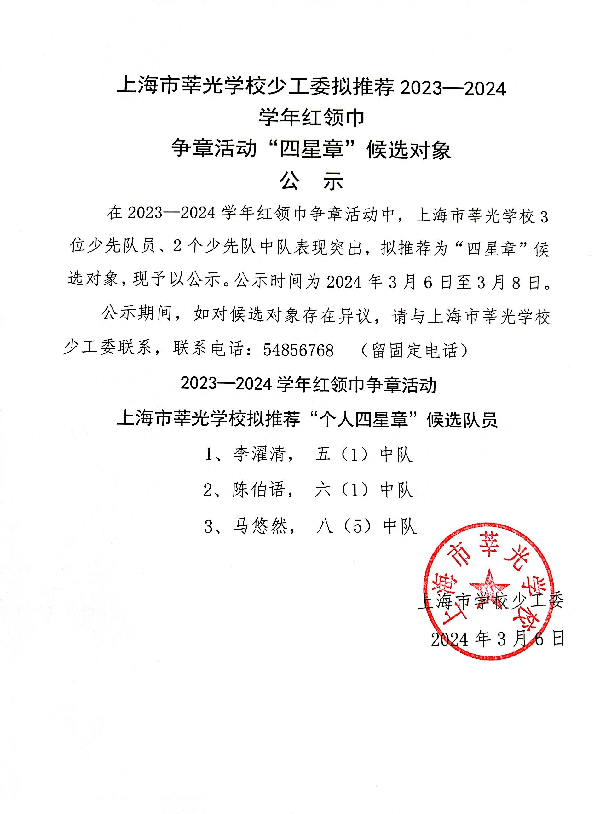 上海市莘光学校少工委拟推荐 2023—2024
学年红领巾
争章活动“四星章”候选对象
公 示
在 2023—2024 学年红领巾争章活动中，上海市莘光学校 3
位少先队员、2 个少先队中队表现突出，拟推荐为“四星章”候
选对象，现予以公示。公示时间为 2024 年 3 月 6 日至 3 月 8 日。
公示期间，如对候选对象存在异议，请与上海市莘光学校
少工委联系，联系电话：54856768 （留固定电话）
2023—2024 学年红领巾争章活动
上海市莘光学校拟推荐“个人四星章”候选队员
1、李濯清， 五（1）中队
2、陈伯语， 六（1）中队
3、马悠然， 八（5）中队
上海市莘光学校
上海市学校少工委
2024 年 3 月 6 日